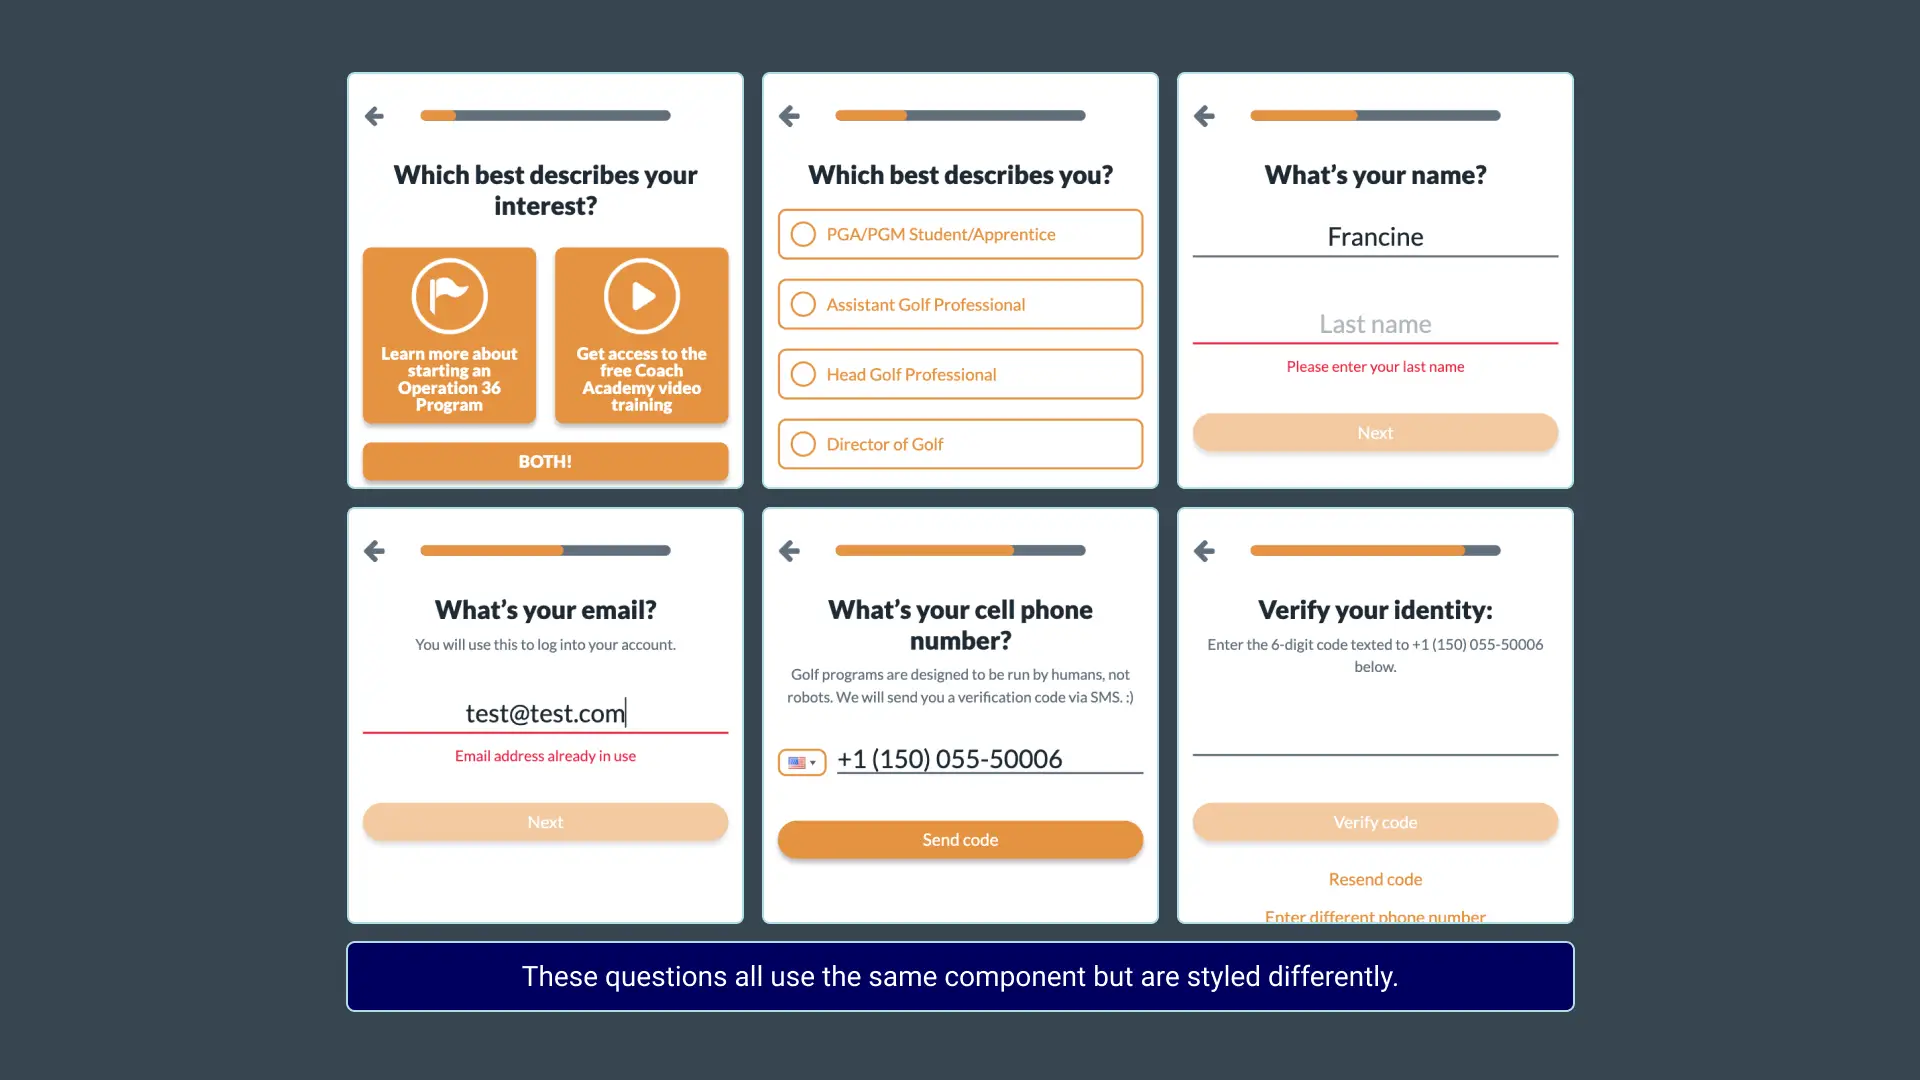 Which best describes your
interest?
Learn more about
starting an
Operation 36
Program
Get access to the
free Coach
Academy video
training
BOTH!
Which best describes you?
PGA/PGM Student/Apprentice
Assistant Golf Professional
Head Golf Professional
Director of Golf
What's your name?
Francine
Last name
Please enter your last name
Next
What's your email?
You will use this to log into your account.
test@test.com
Email address already in use
Next
What's your cell phone
number?
Golf programs are designed to be run by humans, not
robots. We will send you a verification code via SMS. :)
+1 (150) 055-50006
Send code
Verify your identity:
Enter the 6-digit code texted to +1 (150) 055-50006
below.
Verify code
Resend code
Enter different phone number
These questions all use the same component but are styled differently.